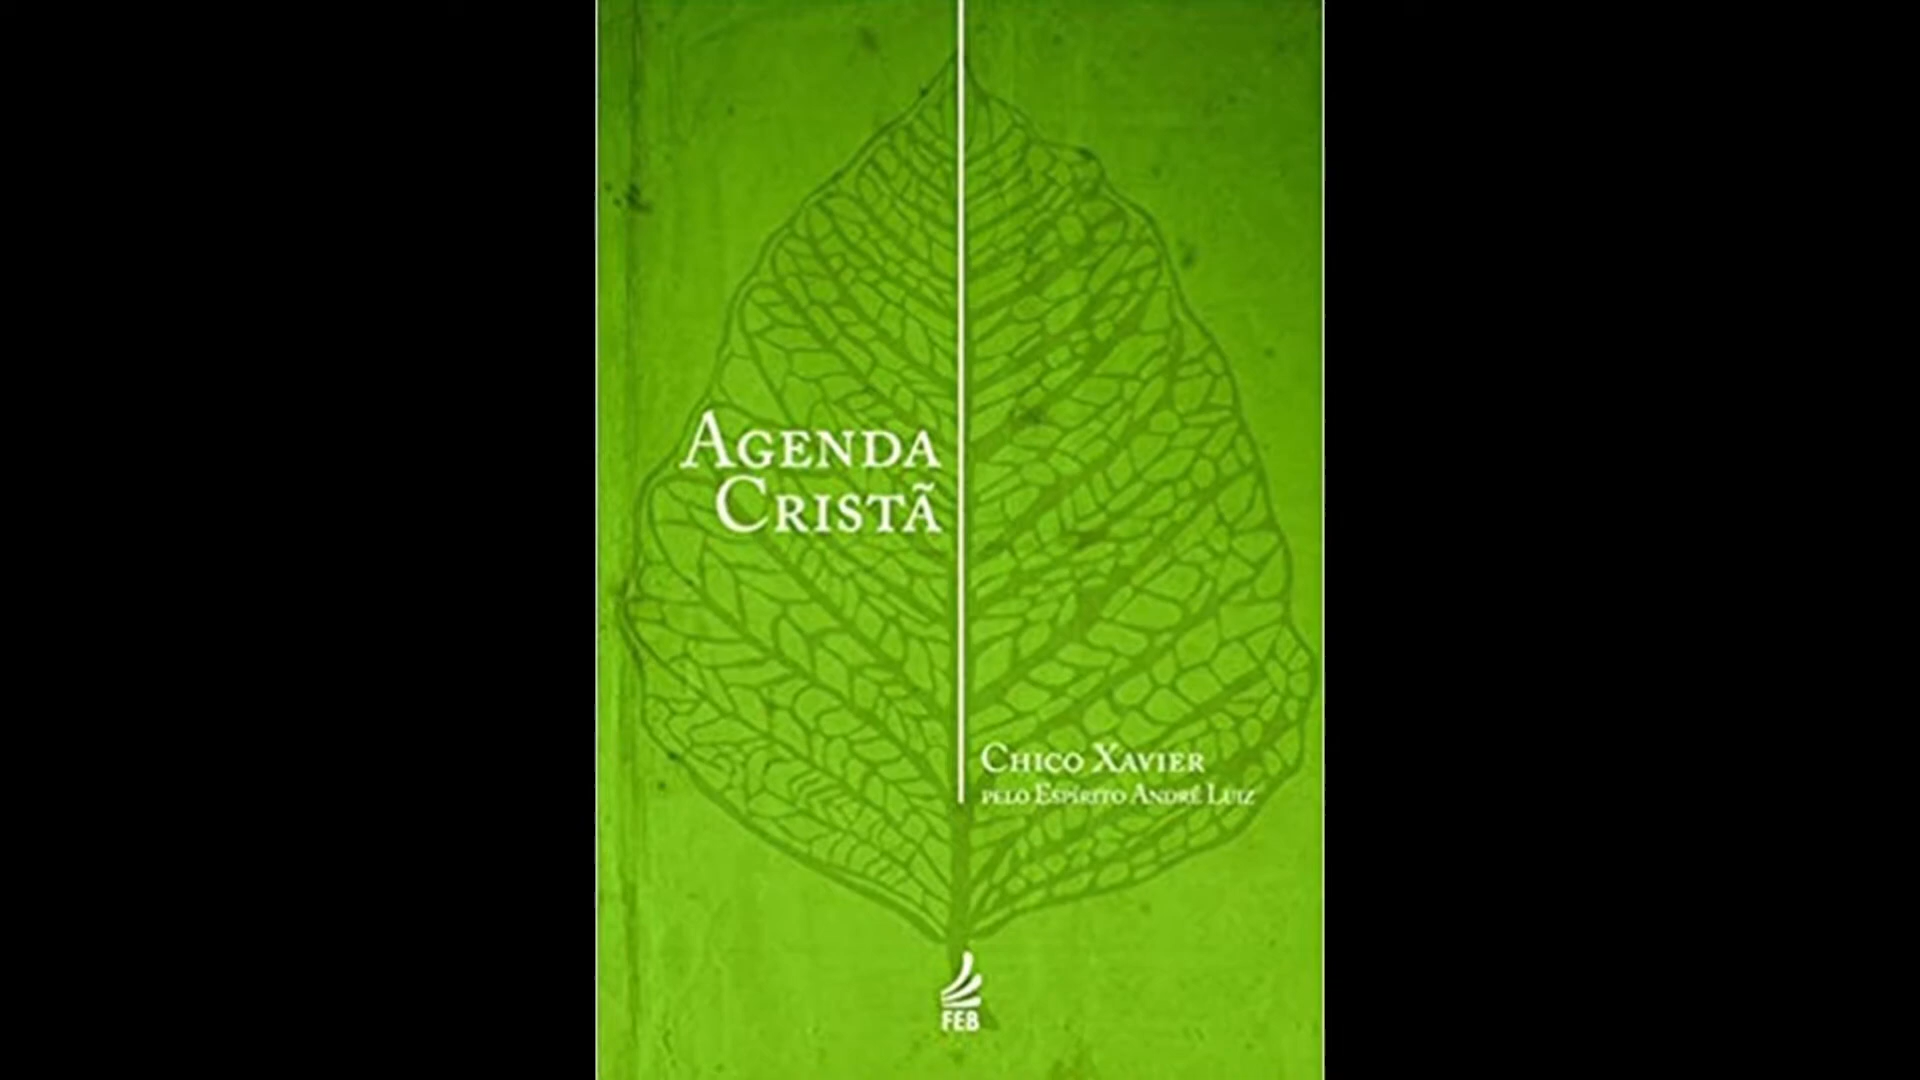 Agenda
Cristã
Chico Xavier
pelo Espírito André Luiz
FEB